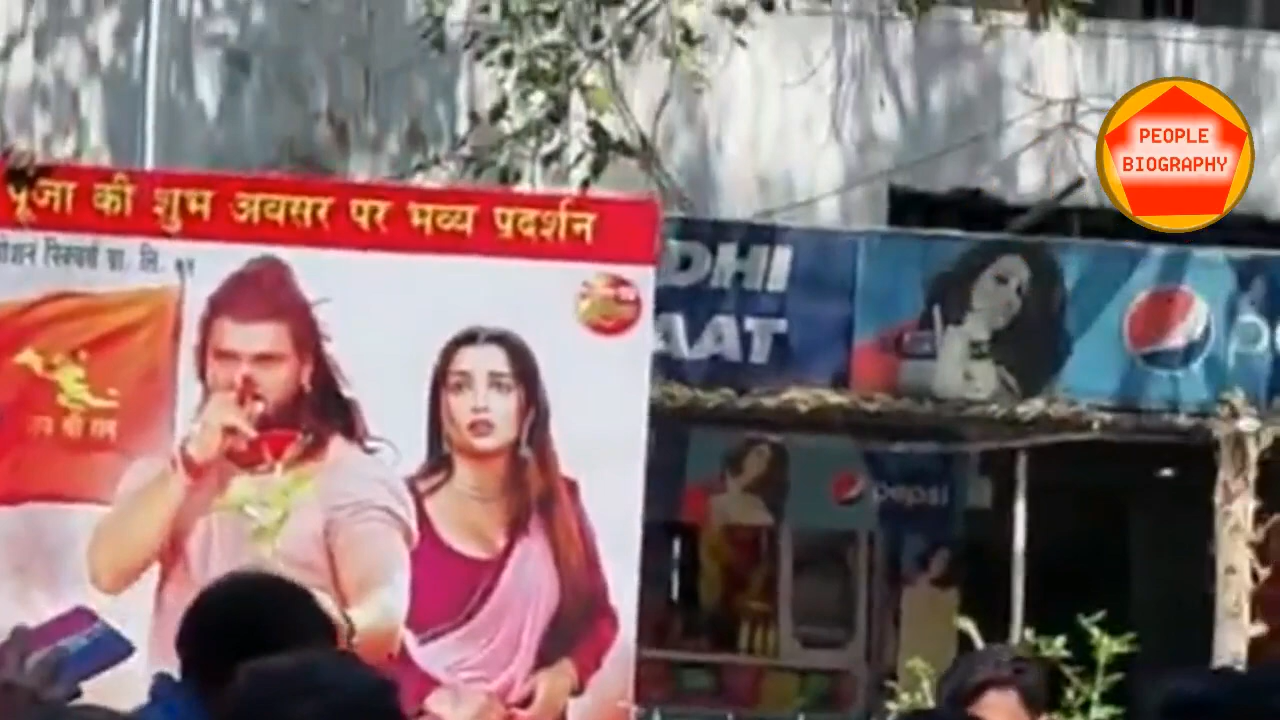 पूजा की शुभ अवसर पर भव्य प्रदर्शन
PEOPLE
BIOGRAPHY
DHI
AAT
pepsi